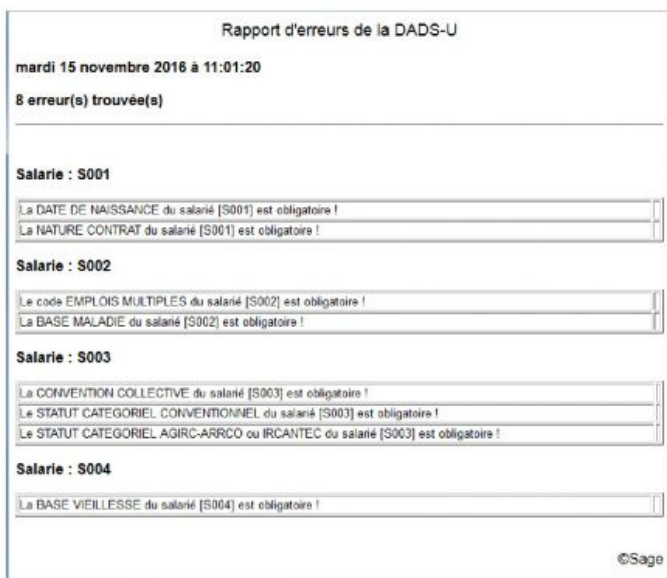 Rapport d'erreurs de la DADS-U
mardi 15 novembre 2016 à 11:01:20
8 erreur(s) trouvée(s)
Salarie : S001
La DATE DE NAISSANCE du salarié [S001] est obligatoire !
La NATURE CONTRAT du salarié [S001] est obligatoire !
Salarie : S002
Le code EMPLOIS MULTIPLES du salarié [S002] est obligatoire !
La BASE MALADIE du salarié [S002] est obligatoire !
Salarie : S003
La CONVENTION COLLECTIVE du salarié [S003] est obligatoire !
Le STATUT CATEGORIEL CONVENTIONNEL du salarié [S003] est obligatoire !
Le STATUT CATEGORIEL AGIRC-ARRCO ou IRCANTEC du salarié [S003] est obligatoire !
Salarie : S004
La BASE VIEILLESSE du salarié [S004] est obligatoire !
©Sage